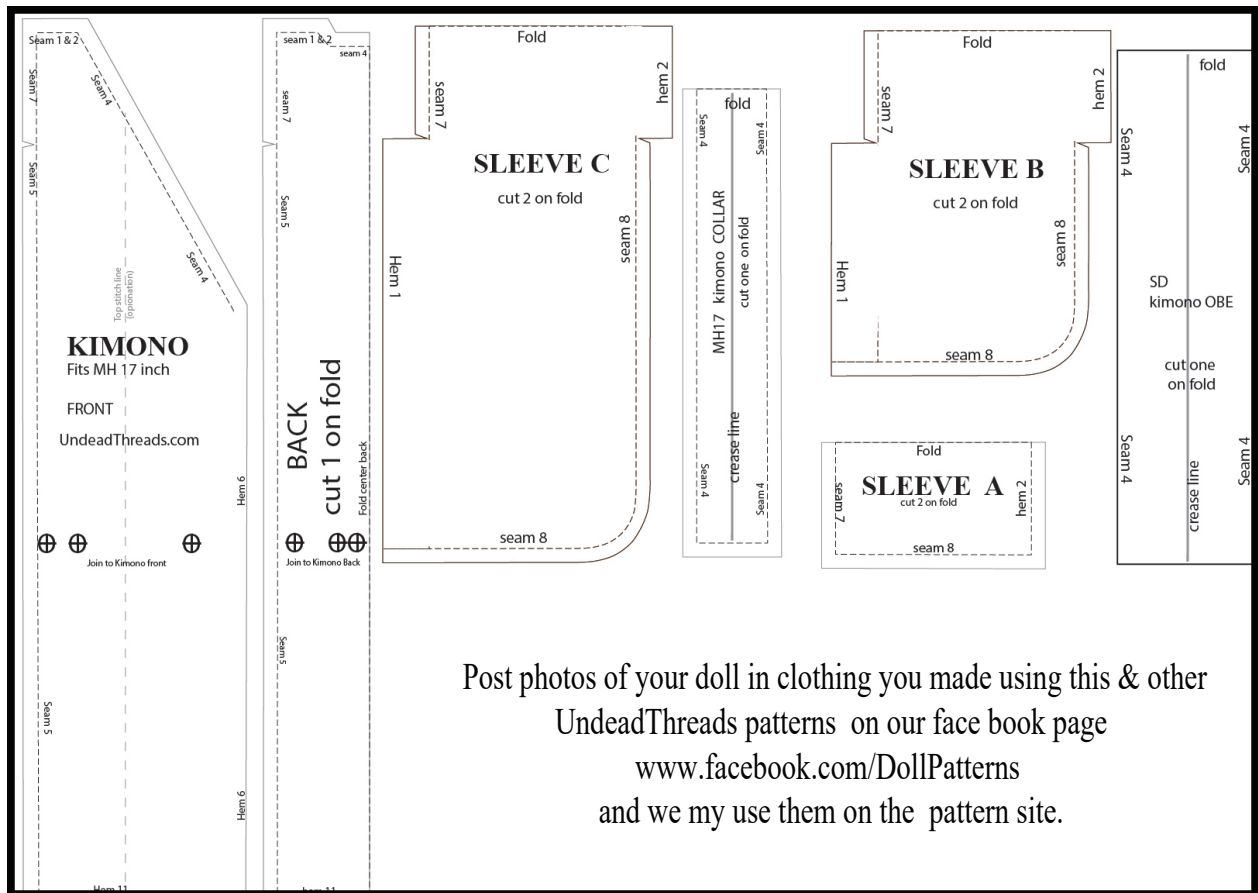 Seam 1 & 2
Seam 7
Seam 4
Seam 5
Seam 4
Top stitch line
(opionation)
KIMONO
Fits MH 17 inch
FRONT
UndeadThreads.com
Hem 6
Join to Kimono front
Seam 5
Hem 9
Hem 11
seam 1 & 2
seam 4
seam 7
Seam 5
BACK
cut 1 on fold
Fold center back
Join to Kimono Back
Seam 5
hem 11
Fold
seam 7
hem 2
SLEEVE C
cut 2 on fold
seam 8
Hem 1
seam 8
fold
Seam 4
Seam 4
MH17 kimono COLLAR
cut one on fold
crease line
Seam 4
Seam 4
Fold
seam 7
hem 2
SLEEVE B
cut 2 on fold
seam 8
Hem 1
seam 8
Fold
SLEEVE A
cut 2 on fold
seam 7
hem 2
seam 8
fold
Seam 4
Seam 4
SD
kimono OBE
cut one
on fold
Seam 4
Seam 4
crease line
Post photos of your doll in clothing you made using this & other
UndeadThreads patterns on our face book page
www.facebook.com/DollPatterns
and we my use them on the pattern site.